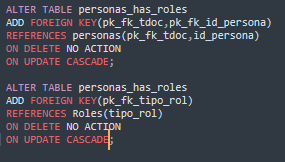 ALTER TABLE personas_has_roles
ADD FOREIGN KEY(pk_fk_tdoc,pk_fk_id_persona)
REFERENCES personas(pk_fk_tdoc,id_persona)
ON DELETE NO ACTION
ON UPDATE CASCADE;
ALTER TABLE personas_has_roles
ADD FOREIGN KEY(pk_fk_tipo_rol)
REFERENCES Roles(tipo_rol)
ON DELETE NO ACTION
ON UPDATE CASCADE;